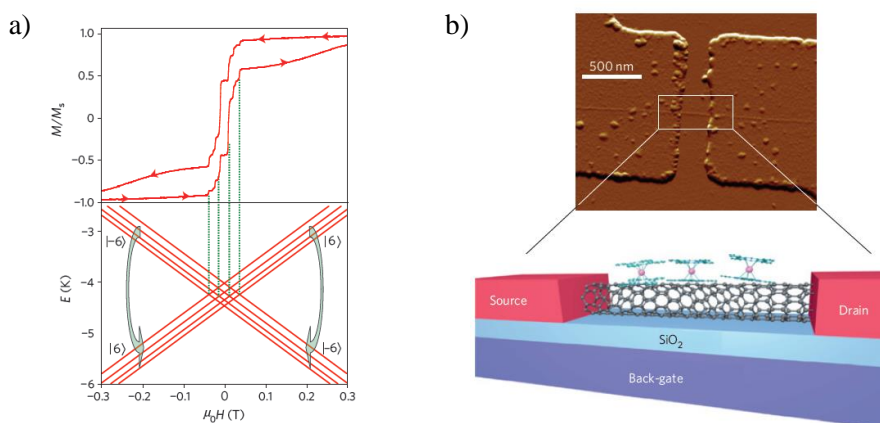 a)
1.0
0.5
0
−0.5
−1.0
M/Ms
−3
−4
−5
−6
E (K)
|−6⟩
|6⟩
|6⟩
|−6⟩
−0.3
−0.2
−0.1
0
0.1
0.2
0.3
μ0H (T)
b)
500 nm
Source
Drain
SiO2
Back-gate